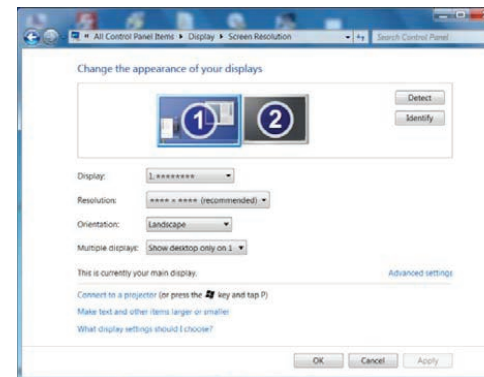 All Control Panel Items ▸ Display ▸ Screen Resolution
Search Control Panel
Change the appearance of your displays
1
2
Detect
Identify
Display: 1. ********
Resolution: **** × **** (recommended)
Orientation: Landscape
Multiple displays: Show desktop only on 1
This is currently your main display.
Advanced settings
Connect to a projector (or press the key and tap P)
Make text and other items larger or smaller
What display settings should I choose?
OK
Cancel
Apply